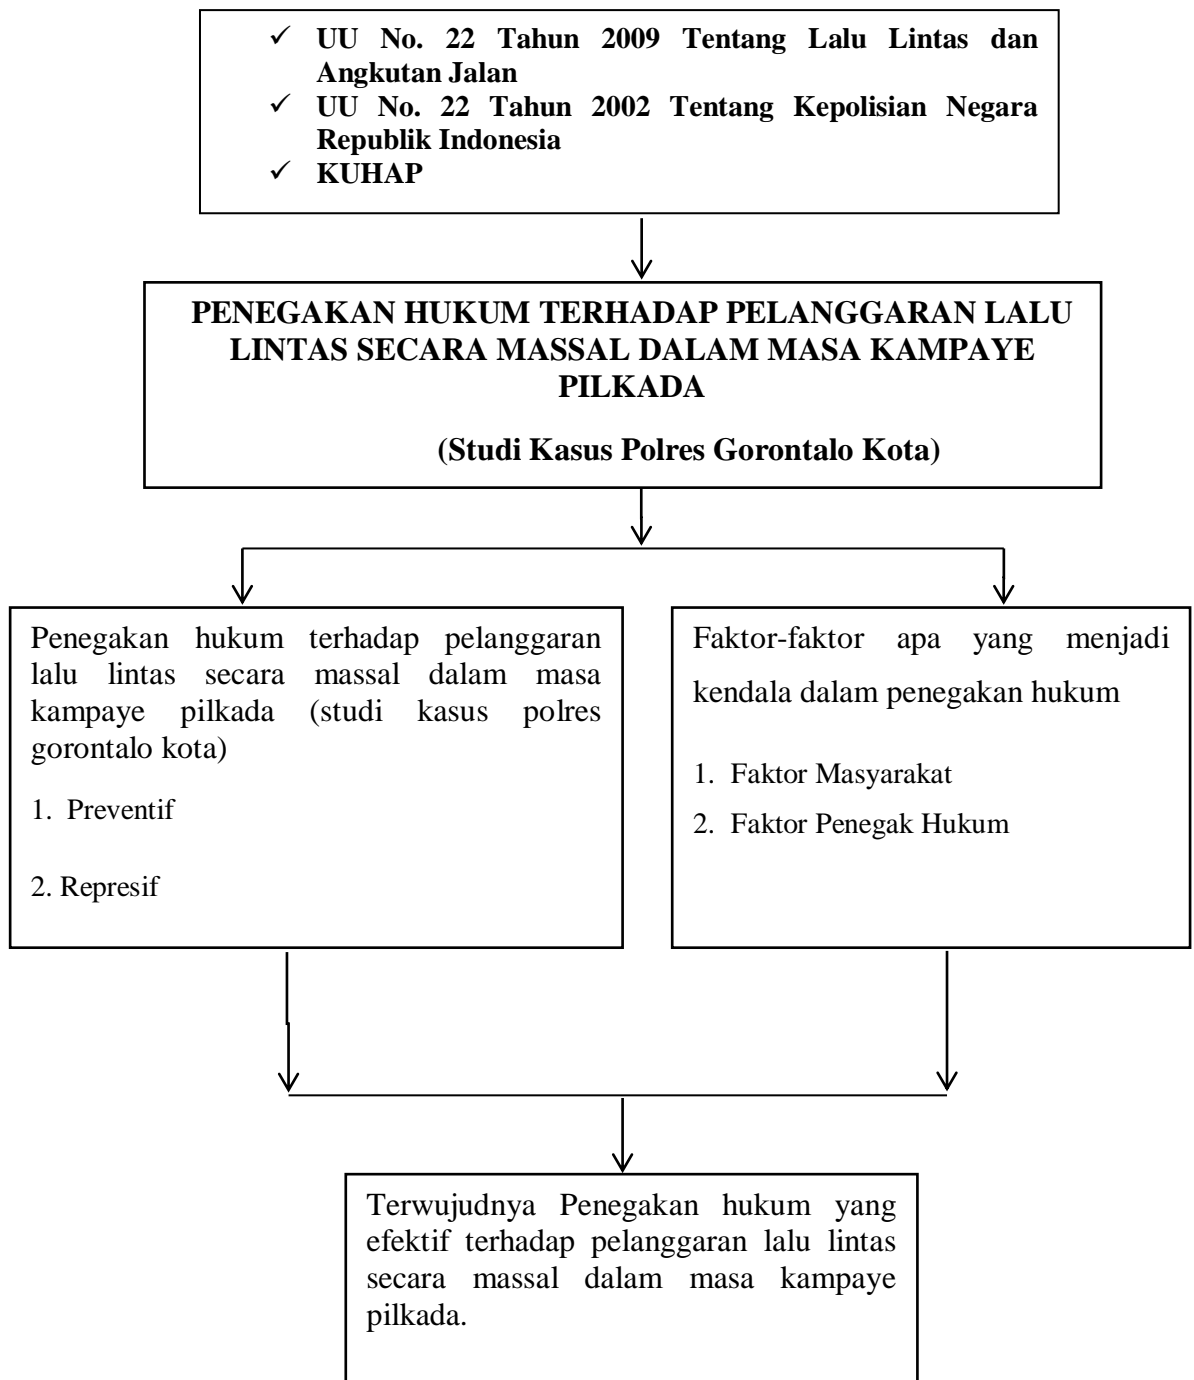 ✓ UU No. 22 Tahun 2009 Tentang Lalu Lintas dan
Angkutan Jalan
✓ UU No. 22 Tahun 2002 Tentang Kepolisian Negara
Republik Indonesia
✓ KUHAP
PENEGAKAN HUKUM TERHADAP PELANGGARAN LALU
LINTAS SECARA MASSAL DALAM MASA KAMPAYE
PILKADA
(Studi Kasus Polres Gorontalo Kota)
Penegakan hukum terhadap pelanggaran
lalu lintas secara massal dalam masa
kampaye pilkada (studi kasus polres
gorontalo kota)
1. Preventif
2. Represif
Faktor-faktor apa yang menjadi
kendala dalam penegakan hukum
1. Faktor Masyarakat
2. Faktor Penegak Hukum
Terwujudnya Penegakan hukum yang
efektif terhadap pelanggaran lalu lintas
secara massal dalam masa kampaye
pilkada.